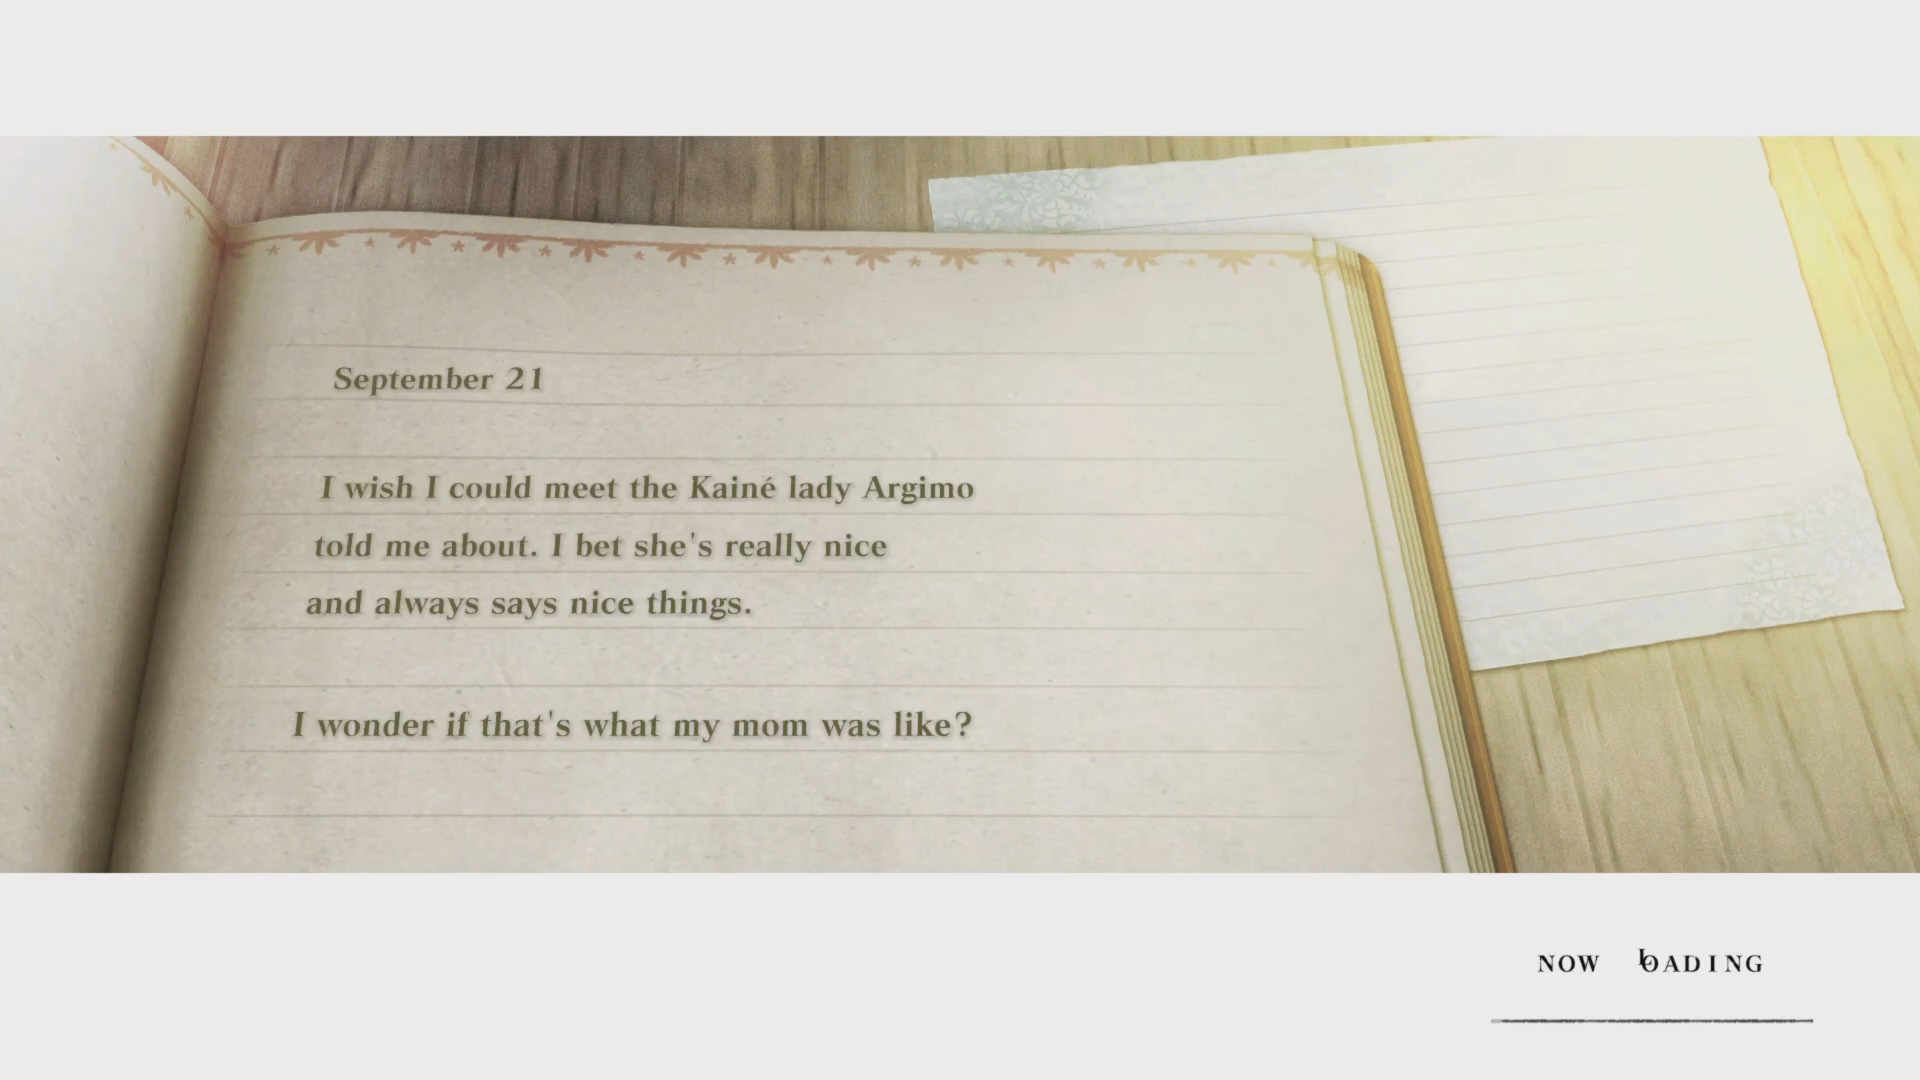 September 21
I wish I could meet the Kainé lady Argimo
told me about. I bet she's really nice
and always says nice things.
I wonder if that's what my mom was like?
NOW LOADING